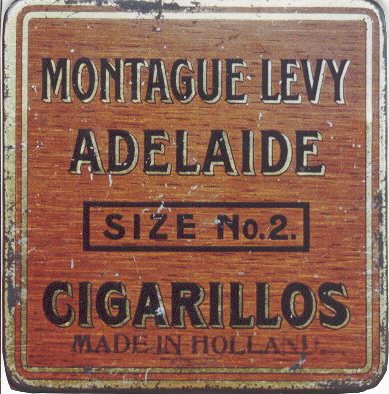 MONTAGUE LEVY
ADELAIDE
SIZE No.2.
CIGARILLOS
MADE IN HOLLAND